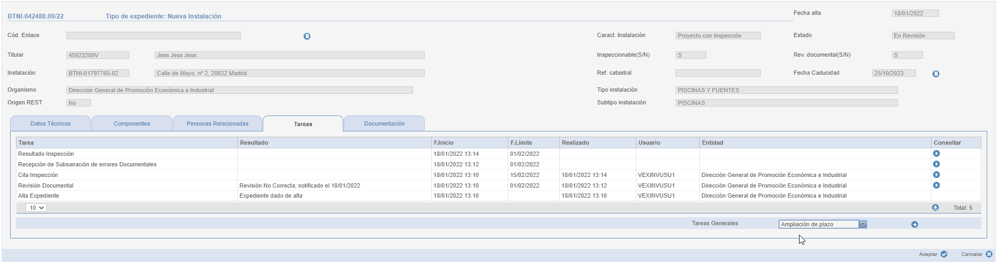 Fecha alta 18/01/2022
BTNI-042488.09/22 Tipo de expediente: Nueva Instalación
Cód. Enlace Caract. Instalación Proyecto con Inspección Estado En Revisión
Titular 45923289V Jess Jess Jess Inspeccionable(S/N) S Rev. documental(S/N) S
Instalación BTNI-01797765-02 Calle de Mayo, nº 2, 28022 Madrid Ref. catastral Fecha Caducidad 25/10/2023
Organismo Dirección General de Promoción Económica e Industrial Tipo instalación PISCINAS Y FUENTES
Origen REST No Subtipo instalación PISCINAS
Datos Técnicos Componentes Personas Relacionadas Tareas Documentación
Tarea Resultado F.Inicio F.Límite Realizado Usuario Entidad Consultar
Resultado Inspección 18/01/2022 13:14 01/02/2022
Recepción de Subsanación de errores Documentales 18/01/2022 13:12 01/02/2022
Cita Inspección 18/01/2022 13:10 15/02/2022 18/01/2022 13:14 VEXINVUSU1 Dirección General de Promoción Económica e Industrial
Revisión Documental Revisión No Correcta; notificado el 18/01/2022 18/01/2022 13:10 01/02/2022 18/01/2022 13:12 VEXINVUSU1 Dirección General de Promoción Económica e Industrial
Alta Expediente Expediente dado de alta 18/01/2022 13:10 18/01/2022 13:10 VEXINVUSU1 Dirección General de Promoción Económica e Industrial
10 Total: 5
Tareas Generales Ampliación de plazo
Aceptar Cancelar